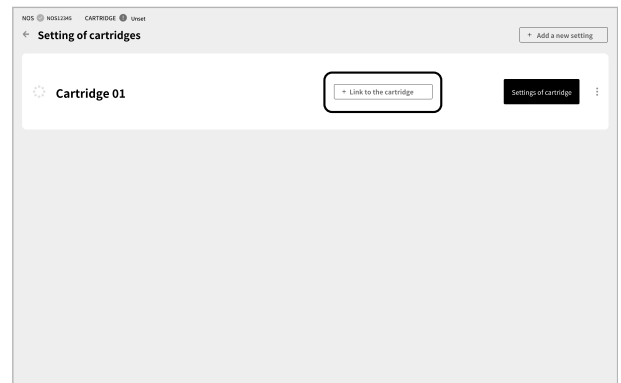 NOS NOS12345 CARTRIDGE Unset
← Setting of cartridges
+ Add a new setting
Cartridge 01
+ Link to the cartridge
Settings of cartridge